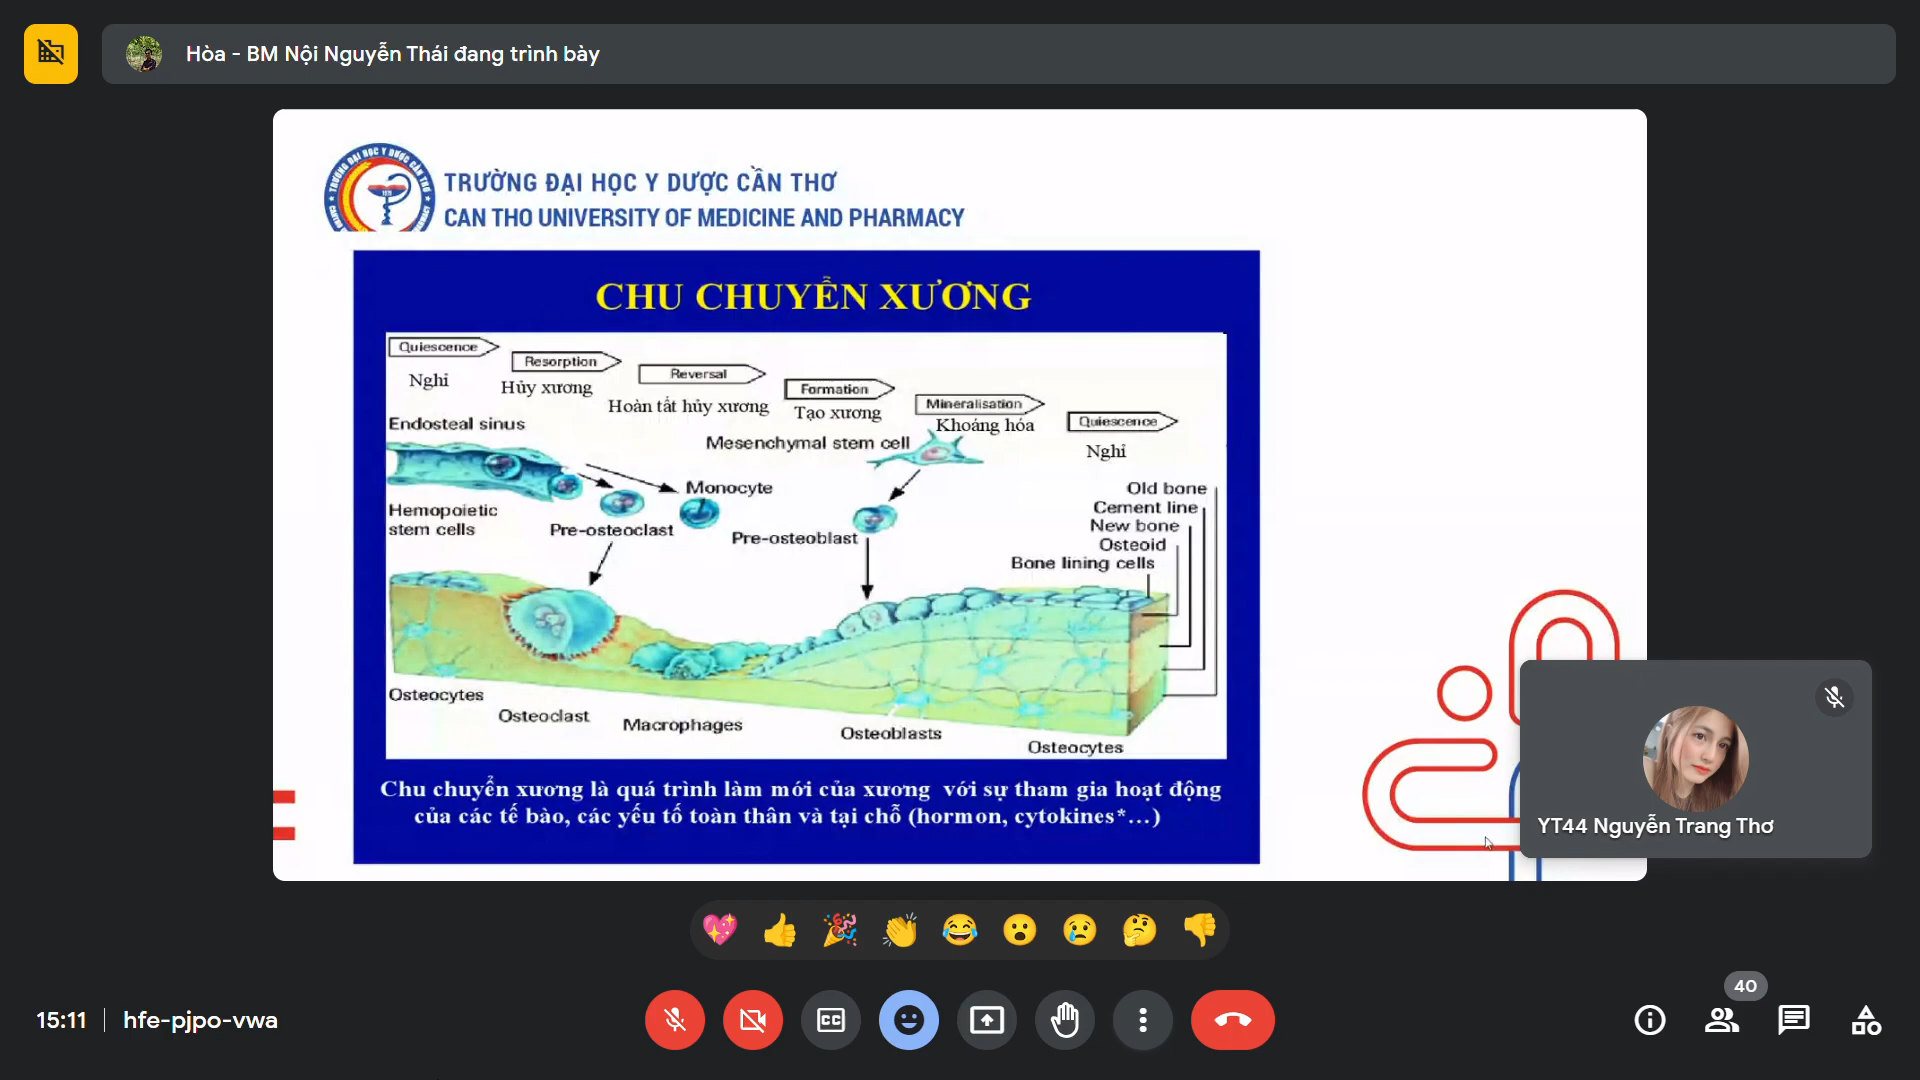 Hòa - BM Nội Nguyễn Thái đang trình bày
TRƯỜNG ĐẠI HỌC Y DƯỢC CẦN THƠ
CAN THO UNIVERSITY OF MEDICINE AND PHARMACY
CHU CHUYỂN XƯƠNG
Quiescence
Resorption
Reversal
Formation
Mineralisation
Quiescence
Nghỉ
Hủy xương
Hoàn tất hủy xương
Tạo xương
Khoáng hóa
Nghỉ
Endosteal sinus
Mesenchymal stem cell
Monocyte
Hemopoietic
stem cells
Pre-osteoclast
Pre-osteoblast
Old bone
Cement line
New bone
Osteoid
Bone lining cells
Osteocytes
Osteoclast
Macrophages
Osteoblasts
Osteocytes
Chu chuyển xương là quá trình làm mới của xương với sự tham gia hoạt động
của các tế bào, các yếu tố toàn thân và tại chỗ (hormon, cytokines*...)
YT44 Nguyễn Trang Thơ
40
15:11
hfe-pjpo-vwa
CC